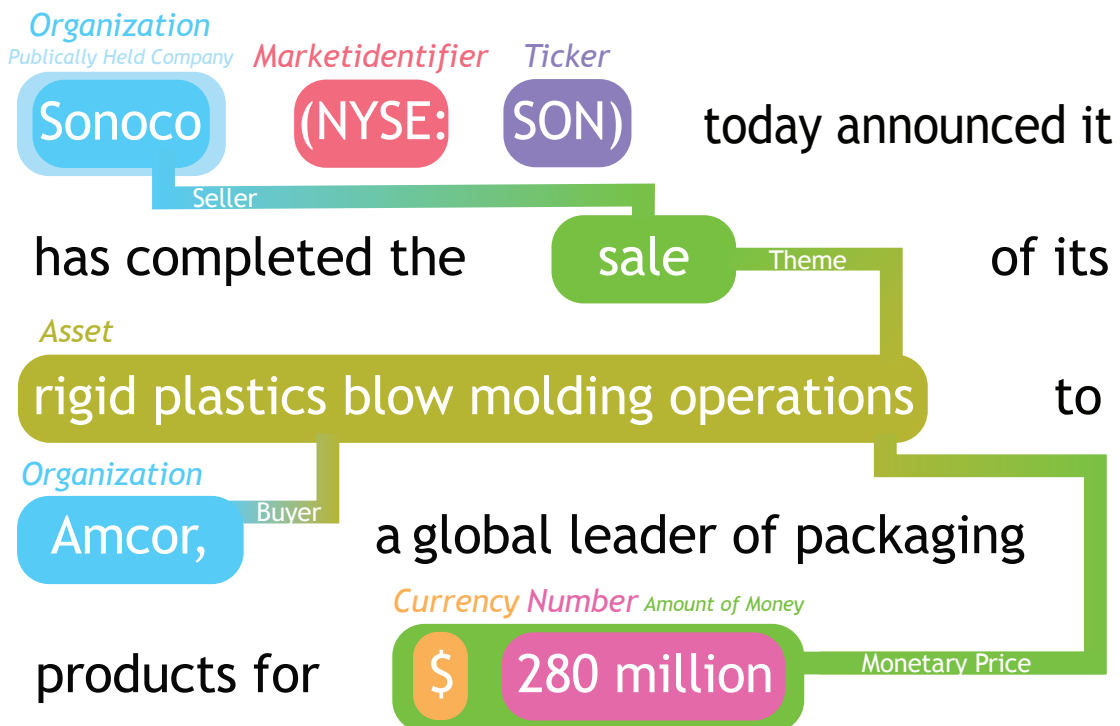 Organization
Publically Held Company Marketidentifier Ticker
Sonoco (NYSE: SON) today announced it
Seller
has completed the sale Theme of its
Asset
rigid plastics blow molding operations to
Organization
Buyer
Amcor, a global leader of packaging
Currency Number Amount of Money
products for $ 280 million Monetary Price